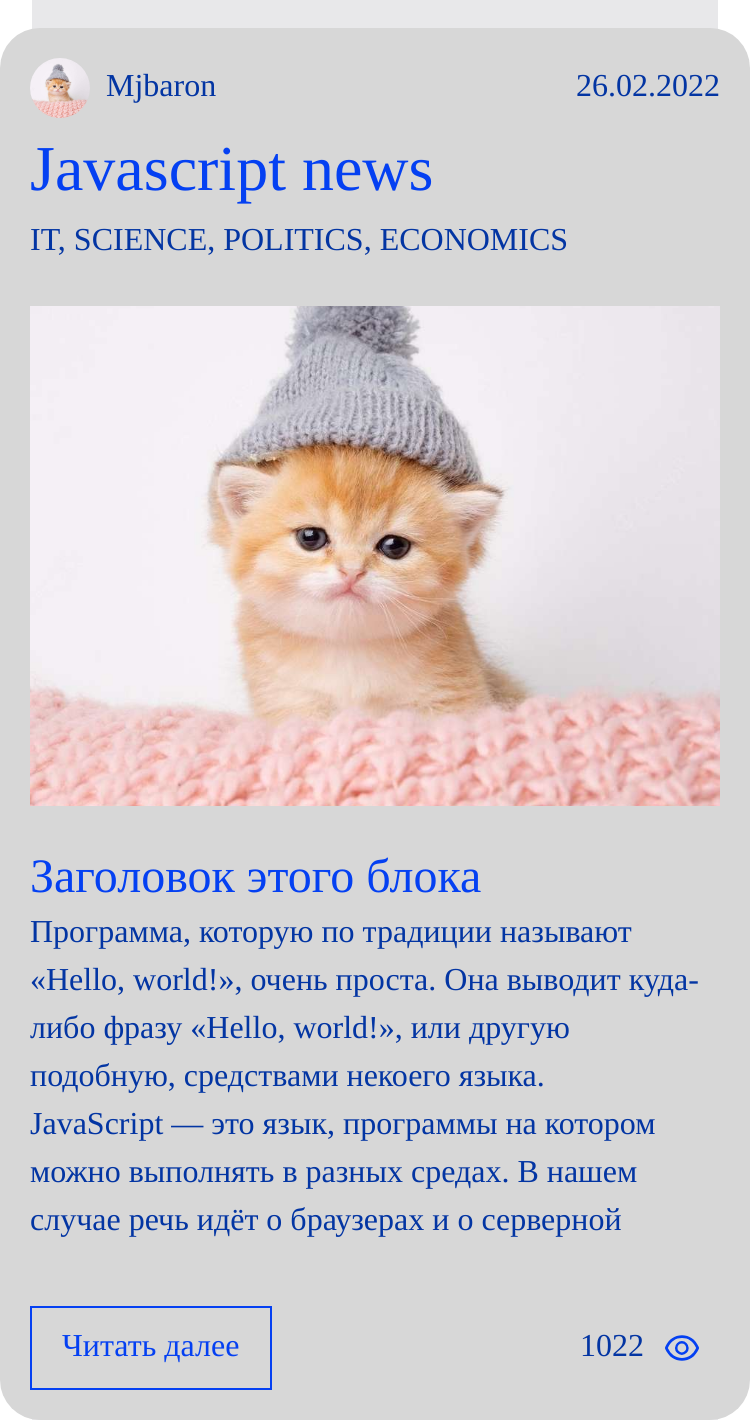 Mjbaron 26.02.2022
Javascript news
IT, SCIENCE, POLITICS, ECONOMICS
Заголовок этого блока
Программа, которую по традиции называют
«Hello, world!», очень проста. Она выводит куда-
либо фразу «Hello, world!», или другую
подобную, средствами некоего языка.
JavaScript — это язык, программы на котором
можно выполнять в разных средах. В нашем
случае речь идёт о браузерах и о серверной
Читать далее 1022